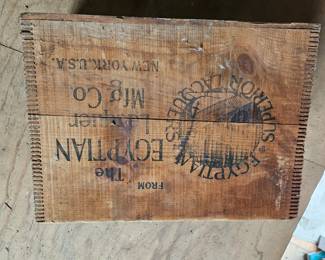 FROM
The
EGYPTIAN
Lacquer
Mfg. Co.
NEW YORK, U.S.A.
EGYPTIAN
SUPERIOR LACQUERS